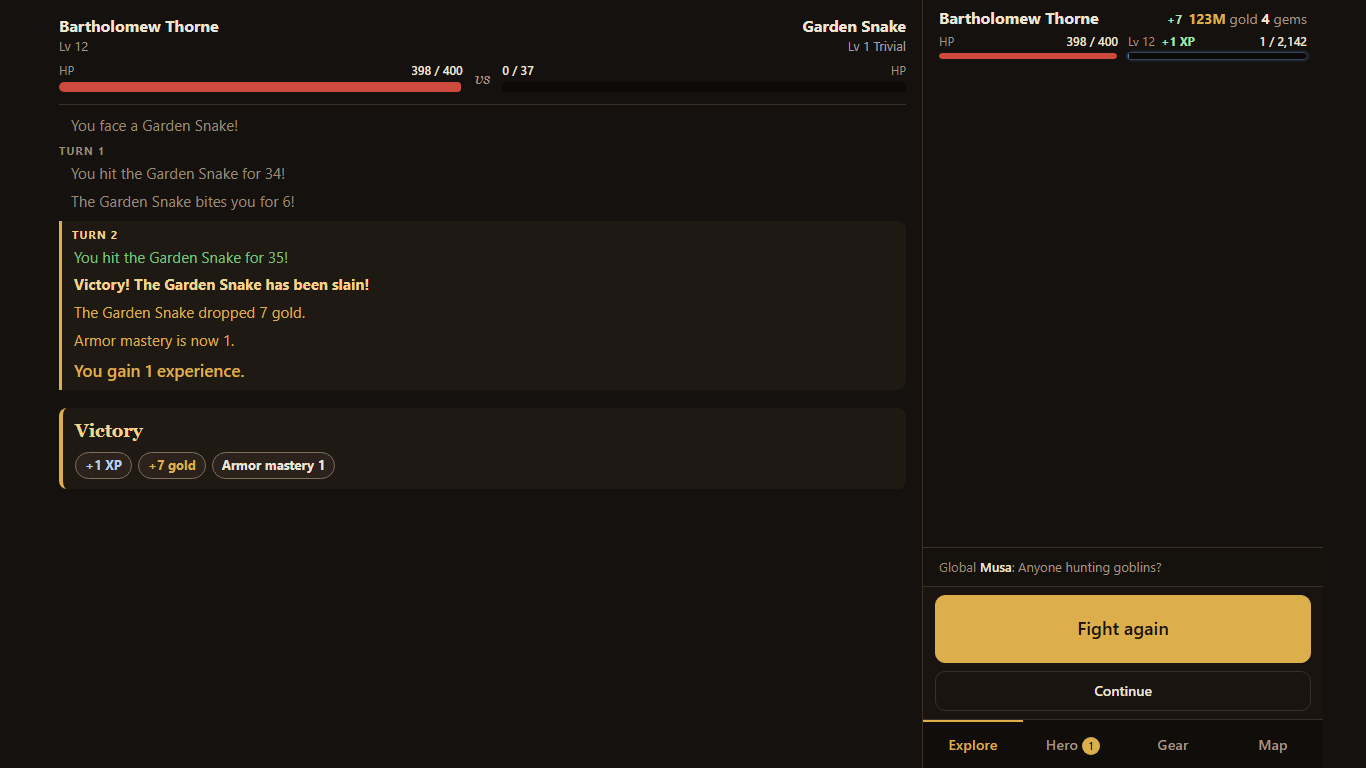 Bartholomew Thorne
Garden Snake
Lv 12
Lv 1 Trivial
HP 398 / 400
vs
0 / 37 HP
You face a Garden Snake!
TURN 1
You hit the Garden Snake for 34!
The Garden Snake bites you for 6!
TURN 2
You hit the Garden Snake for 35!
Victory! The Garden Snake has been slain!
The Garden Snake dropped 7 gold.
Armor mastery is now 1.
You gain 1 experience.
Victory
+1 XP +7 gold Armor mastery 1
Bartholomew Thorne +7 123M gold 4 gems
HP 398 / 400 Lv 12 +1 XP 1 / 2,142
Global Musa: Anyone hunting goblins?
Fight again
Continue
Explore Hero 1 Gear Map